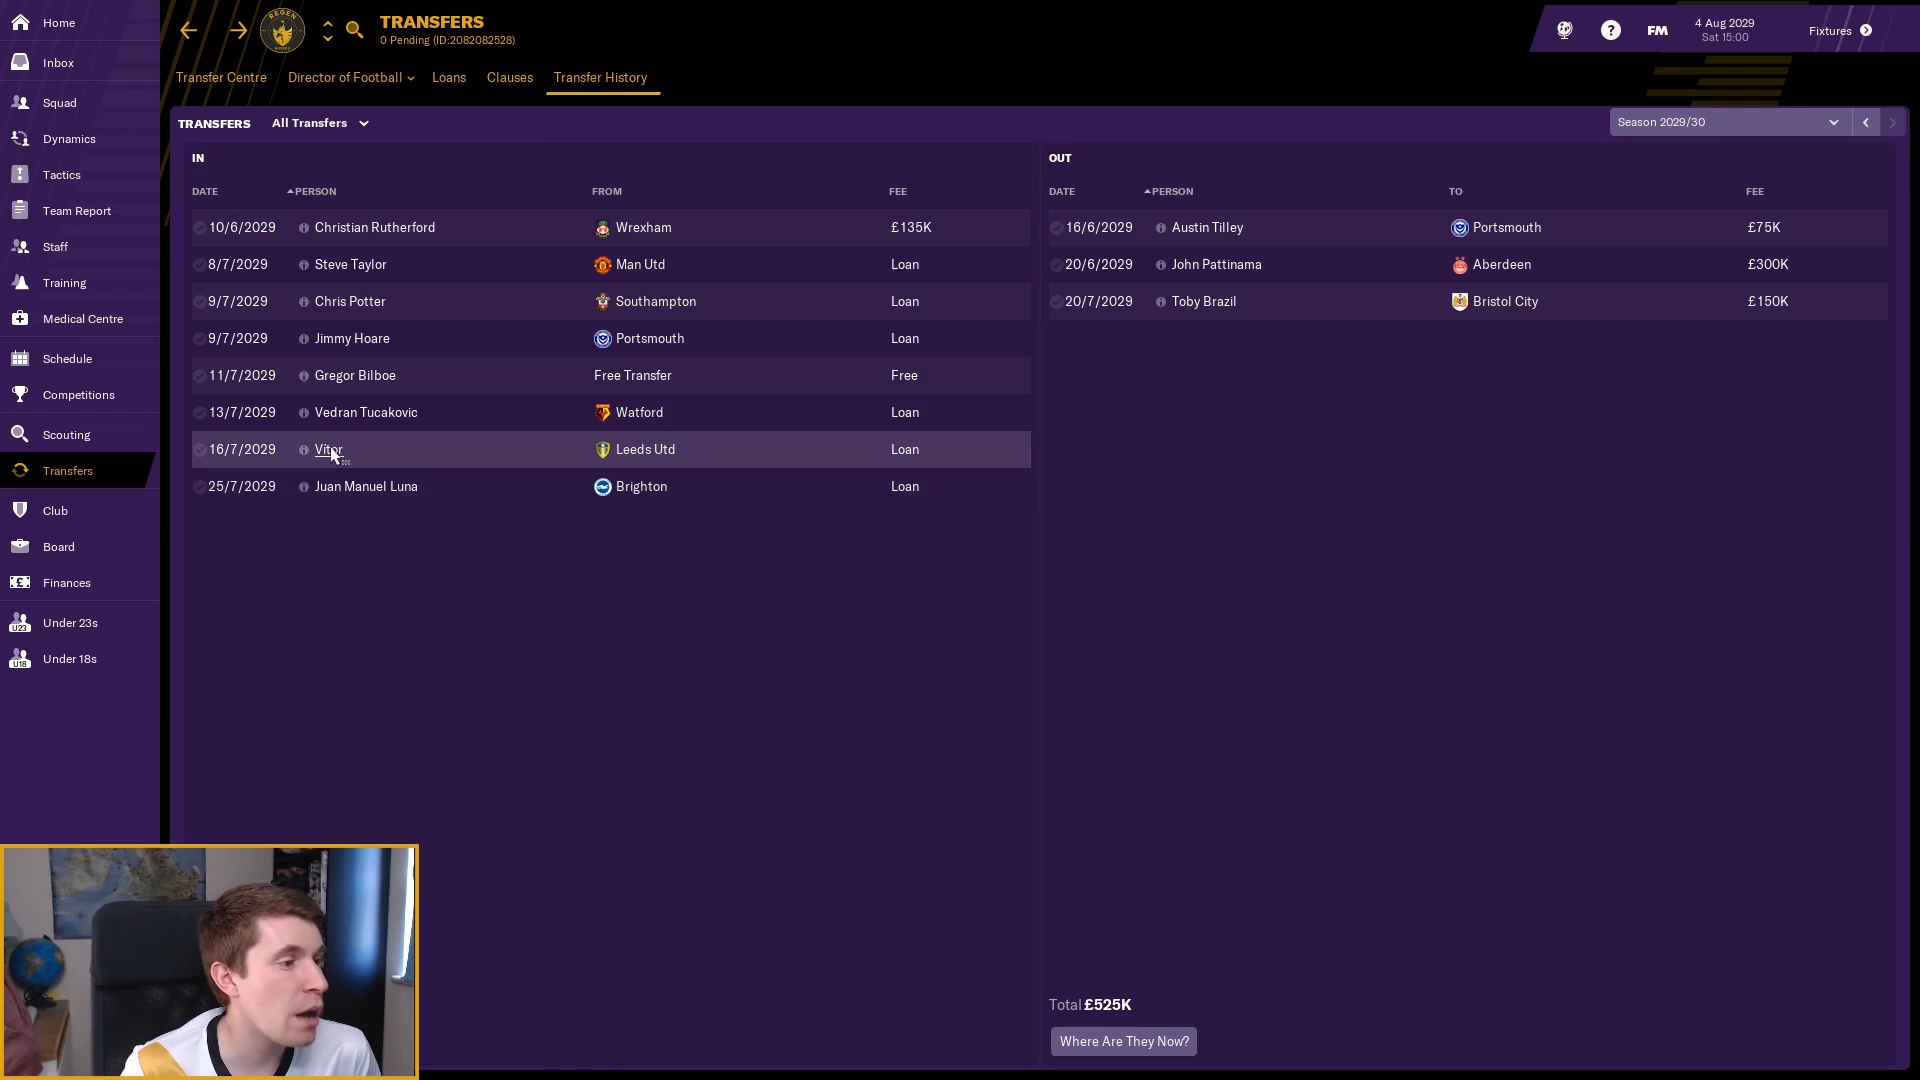 Home
Inbox
Squad
Dynamics
Tactics
Team Report
Staff
Training
Medical Centre
Schedule
Competitions
Scouting
Transfers
Club
Board
Finances
U23 Under 23s
U18 Under 18s
REGEN
TRANSFERS
0 Pending (ID:2082082528)
? FM 4 Aug 2029
Sat 15:00
Fixtures
Transfer Centre Director of Football Loans Clauses Transfer History
TRANSFERS All Transfers Season 2029/30
IN
DATE PERSON FROM FEE
10/6/2029 Christian Rutherford Wrexham £135K
8/7/2029 Steve Taylor Man Utd Loan
9/7/2029 Chris Potter Southampton Loan
9/7/2029 Jimmy Hoare Portsmouth Loan
11/7/2029 Gregor Bilboe Free Transfer Free
13/7/2029 Vedran Tucakovic Watford Loan
16/7/2029 Vítor Leeds Utd Loan
25/7/2029 Juan Manuel Luna Brighton Loan
OUT
DATE PERSON TO FEE
16/6/2029 Austin Tilley Portsmouth £75K
20/6/2029 John Pattinama Aberdeen £300K
20/7/2029 Toby Brazil Bristol City £150K
Total £525K
Where Are They Now?